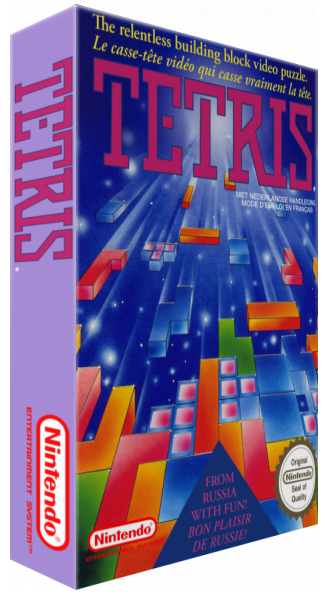 The relentless building block video puzzle.
Le casse-tête vidéo qui casse vraiment la tête.
TETRIS
MET NEDERLANDSE HANDLEIDING
MODE D'EMPLOI EN FRANÇAIS
TETRIS
Nintendo®
ENTERTAINMENT SYSTEM™
Nintendo®
FROM
RUSSIA
WITH FUN!
BON PLAISIR
DE RUSSIE!
Original
Nintendo
Seal of
Quality